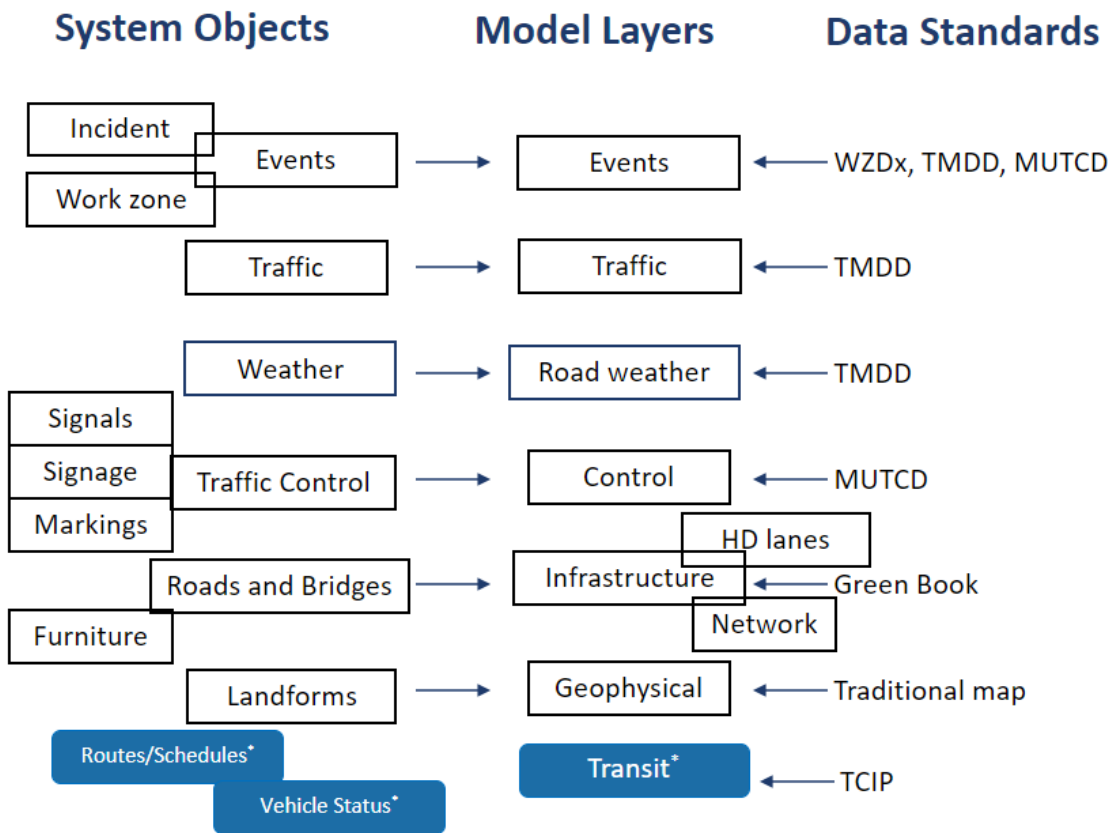 System Objects
Model Layers
Data Standards
Incident
Events
Events
WZDx, TMDD, MUTCD
Work zone
Traffic
Traffic
TMDD
Weather
Road weather
TMDD
Signals
Signage
Traffic Control
Control
MUTCD
Markings
HD lanes
Roads and Bridges
Infrastructure
Green Book
Furniture
Network
Landforms
Geophysical
Traditional map
Routes/Schedules*
Transit*
TCIP
Vehicle Status*